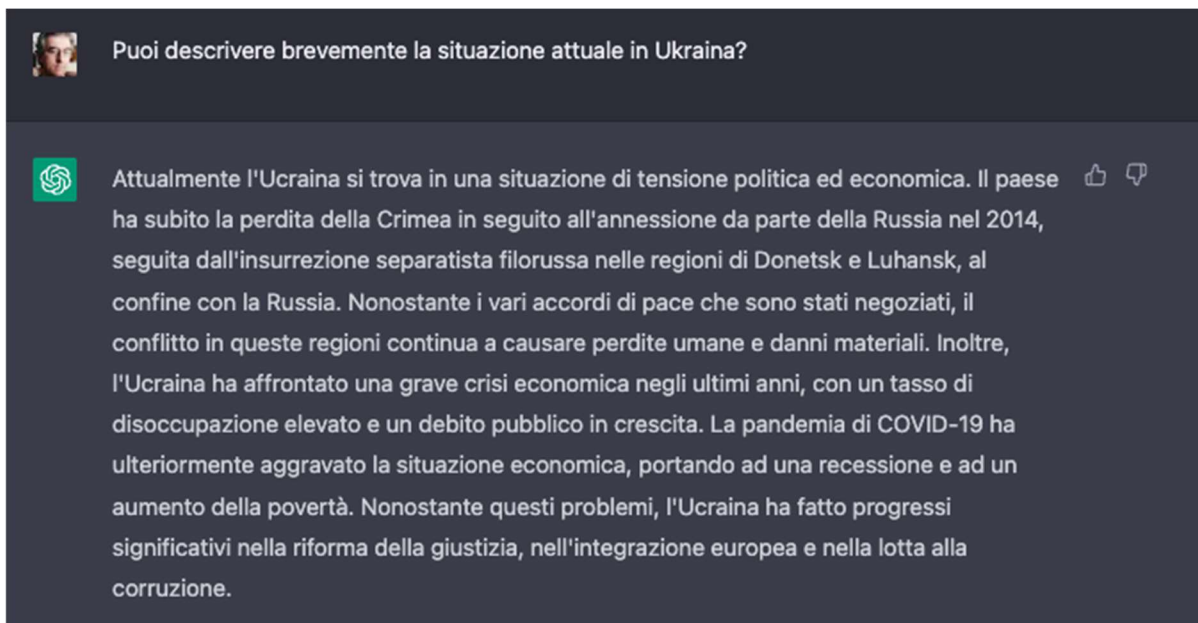 Puoi descrivere brevemente la situazione attuale in Ukraina?
Attualmente l'Ucraina si trova in una situazione di tensione politica ed economica. Il paese
ha subito la perdita della Crimea in seguito all'annessione da parte della Russia nel 2014,
seguita dall'insurrezione separatista filorussa nelle regioni di Donetsk e Luhansk, al
confine con la Russia. Nonostante i vari accordi di pace che sono stati negoziati, il
conflitto in queste regioni continua a causare perdite umane e danni materiali. Inoltre,
l'Ucraina ha affrontato una grave crisi economica negli ultimi anni, con un tasso di
disoccupazione elevato e un debito pubblico in crescita. La pandemia di COVID-19 ha
ulteriormente aggravato la situazione economica, portando ad una recessione e ad un
aumento della povertà. Nonostante questi problemi, l'Ucraina ha fatto progressi
significativi nella riforma della giustizia, nell'integrazione europea e nella lotta alla
corruzione.